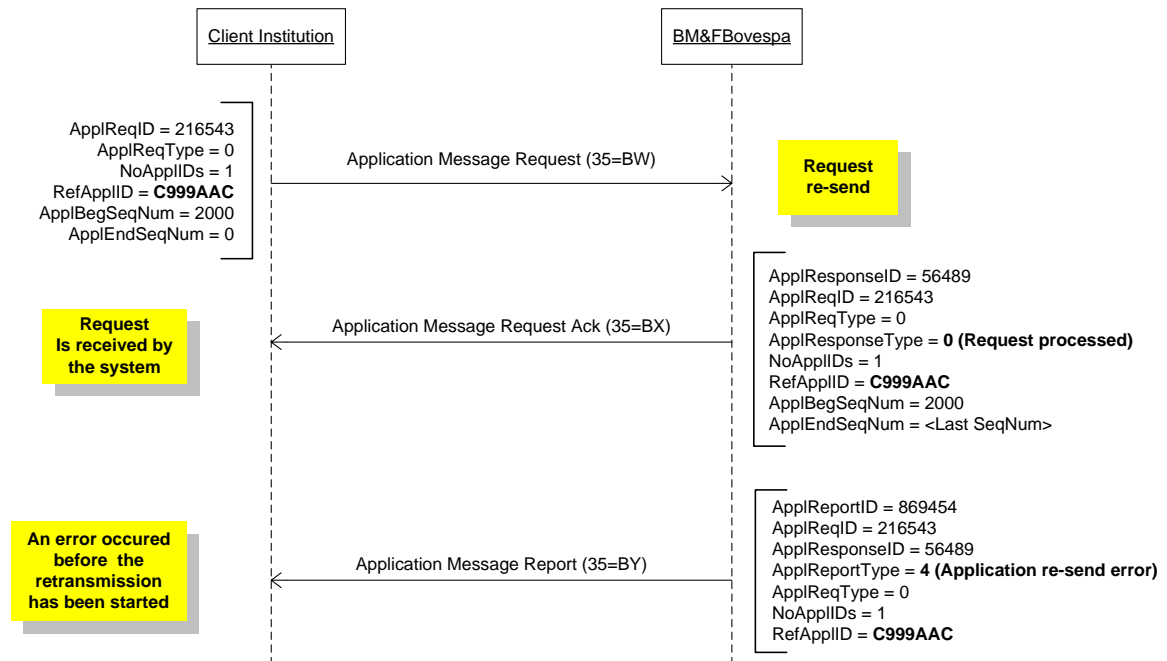 Client Institution
BM&FBovespa
ApplReqID = 216543
ApplReqType = 0
NoApplIDs = 1
RefApplID = C999AAC
ApplBegSeqNum = 2000
ApplEndSeqNum = 0
Application Message Request (35=BW)
Request
re-send
Request
Is received by
the system
Application Message Request Ack (35=BX)
ApplResponseID = 56489
ApplReqID = 216543
ApplReqType = 0
ApplResponseType = 0 (Request processed)
NoApplIDs = 1
RefApplID = C999AAC
ApplBegSeqNum = 2000
ApplEndSeqNum = <Last SeqNum>
An error occured
before the
retransmission
has been started
Application Message Report (35=BY)
ApplReportID = 869454
ApplReqID = 216543
ApplResponseID = 56489
ApplReportType = 4 (Application re-send error)
ApplReqType = 0
NoApplIDs = 1
RefApplID = C999AAC